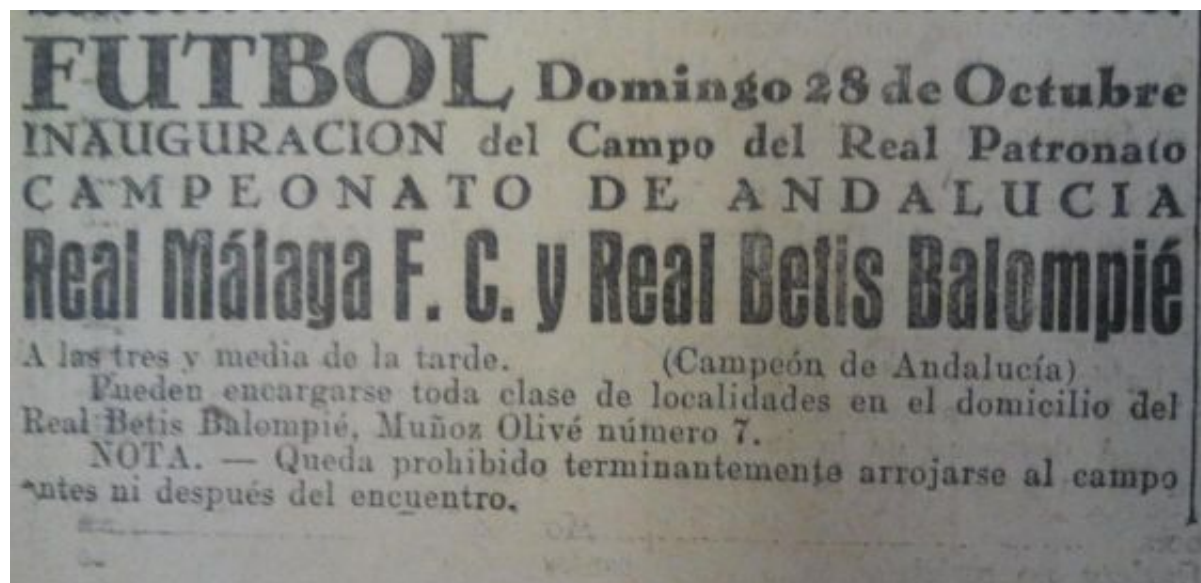 FUTBOL Domingo 28 de Octubre
INAUGURACION del Campo del Real Patronato
CAMPEONATO DE ANDALUCIA
Real Málaga F. C. y Real Betis Balompié
A las tres y media de la tarde. (Campeón de Andalucía)
Pueden encargarse toda clase de localidades en el domicilio del
Real Betis Balompié, Muñoz Olivé número 7.
NOTA. — Queda prohibido terminantemente arrojarse al campo
antes ni después del encuentro.